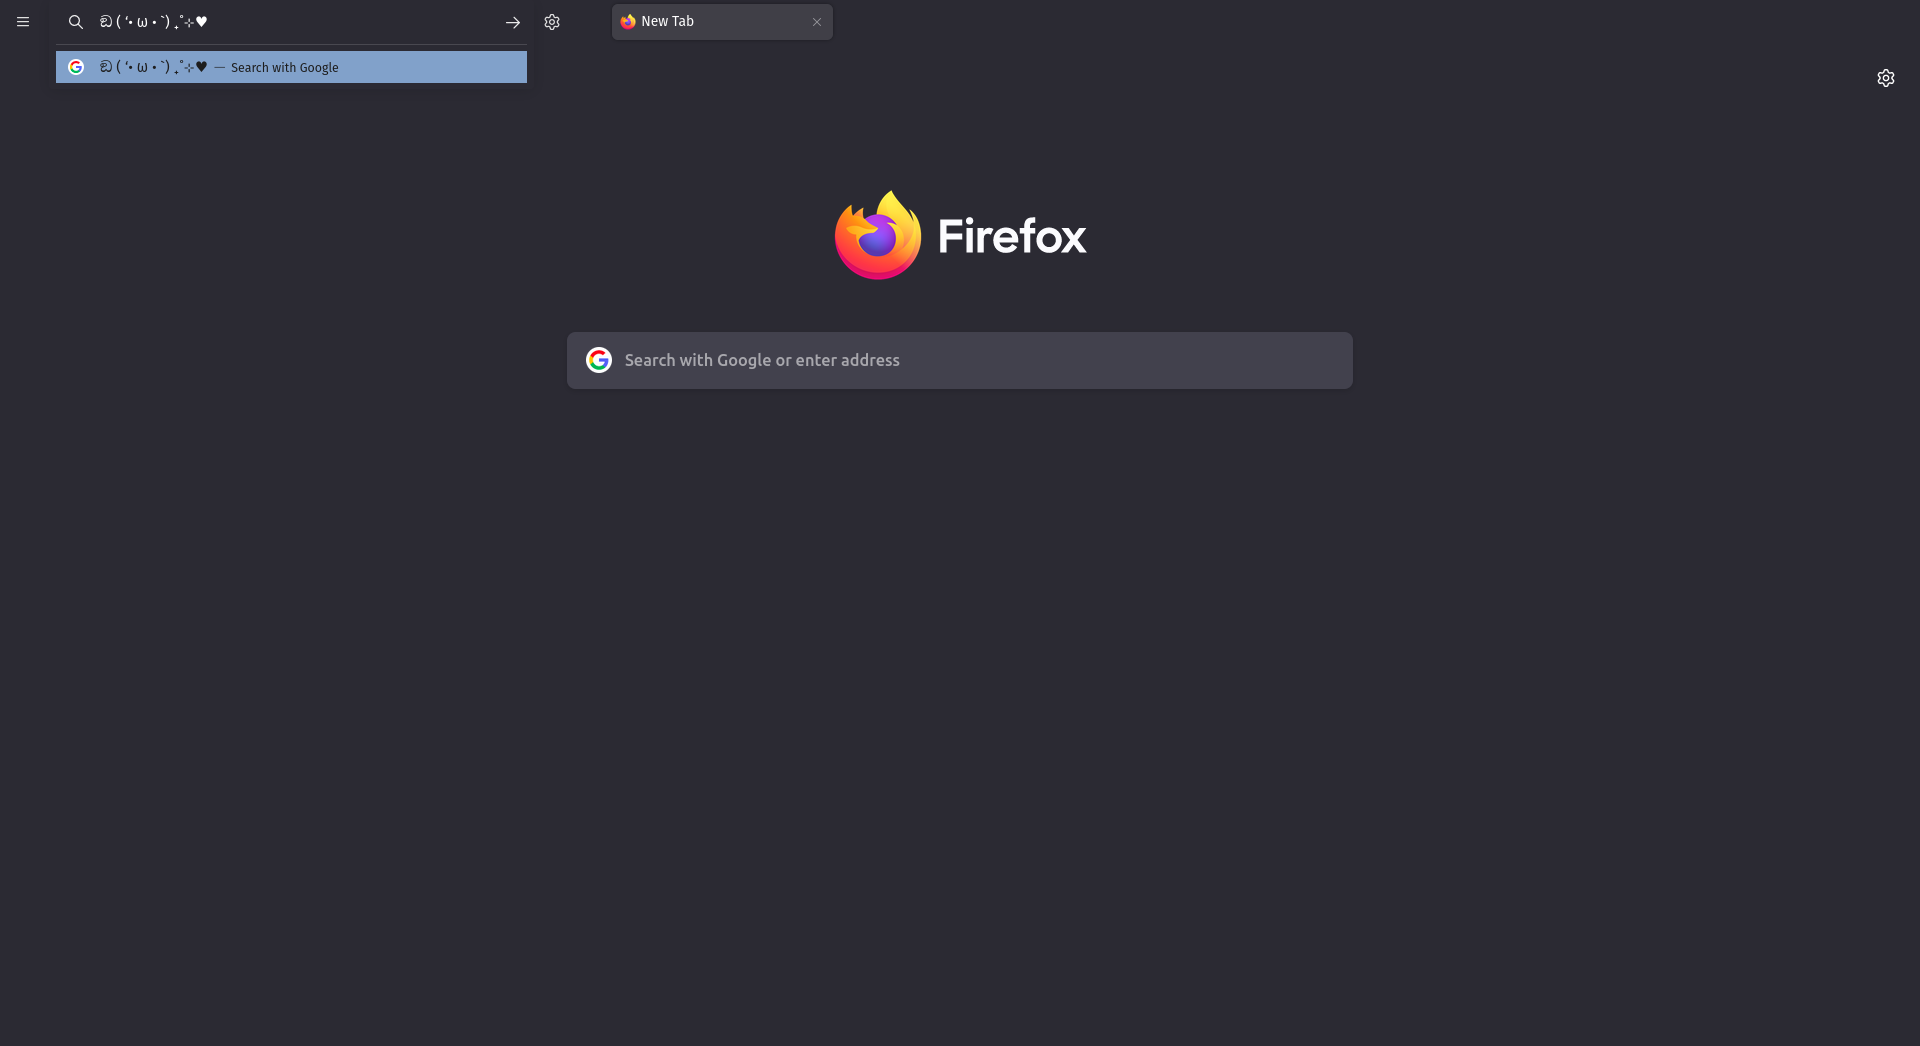 ඞ ( ‘• ω • `) ₊˚⊹♥
New Tab
ඞ ( ‘• ω • `) ₊˚⊹♥ — Search with Google
Firefox
Search with Google or enter address